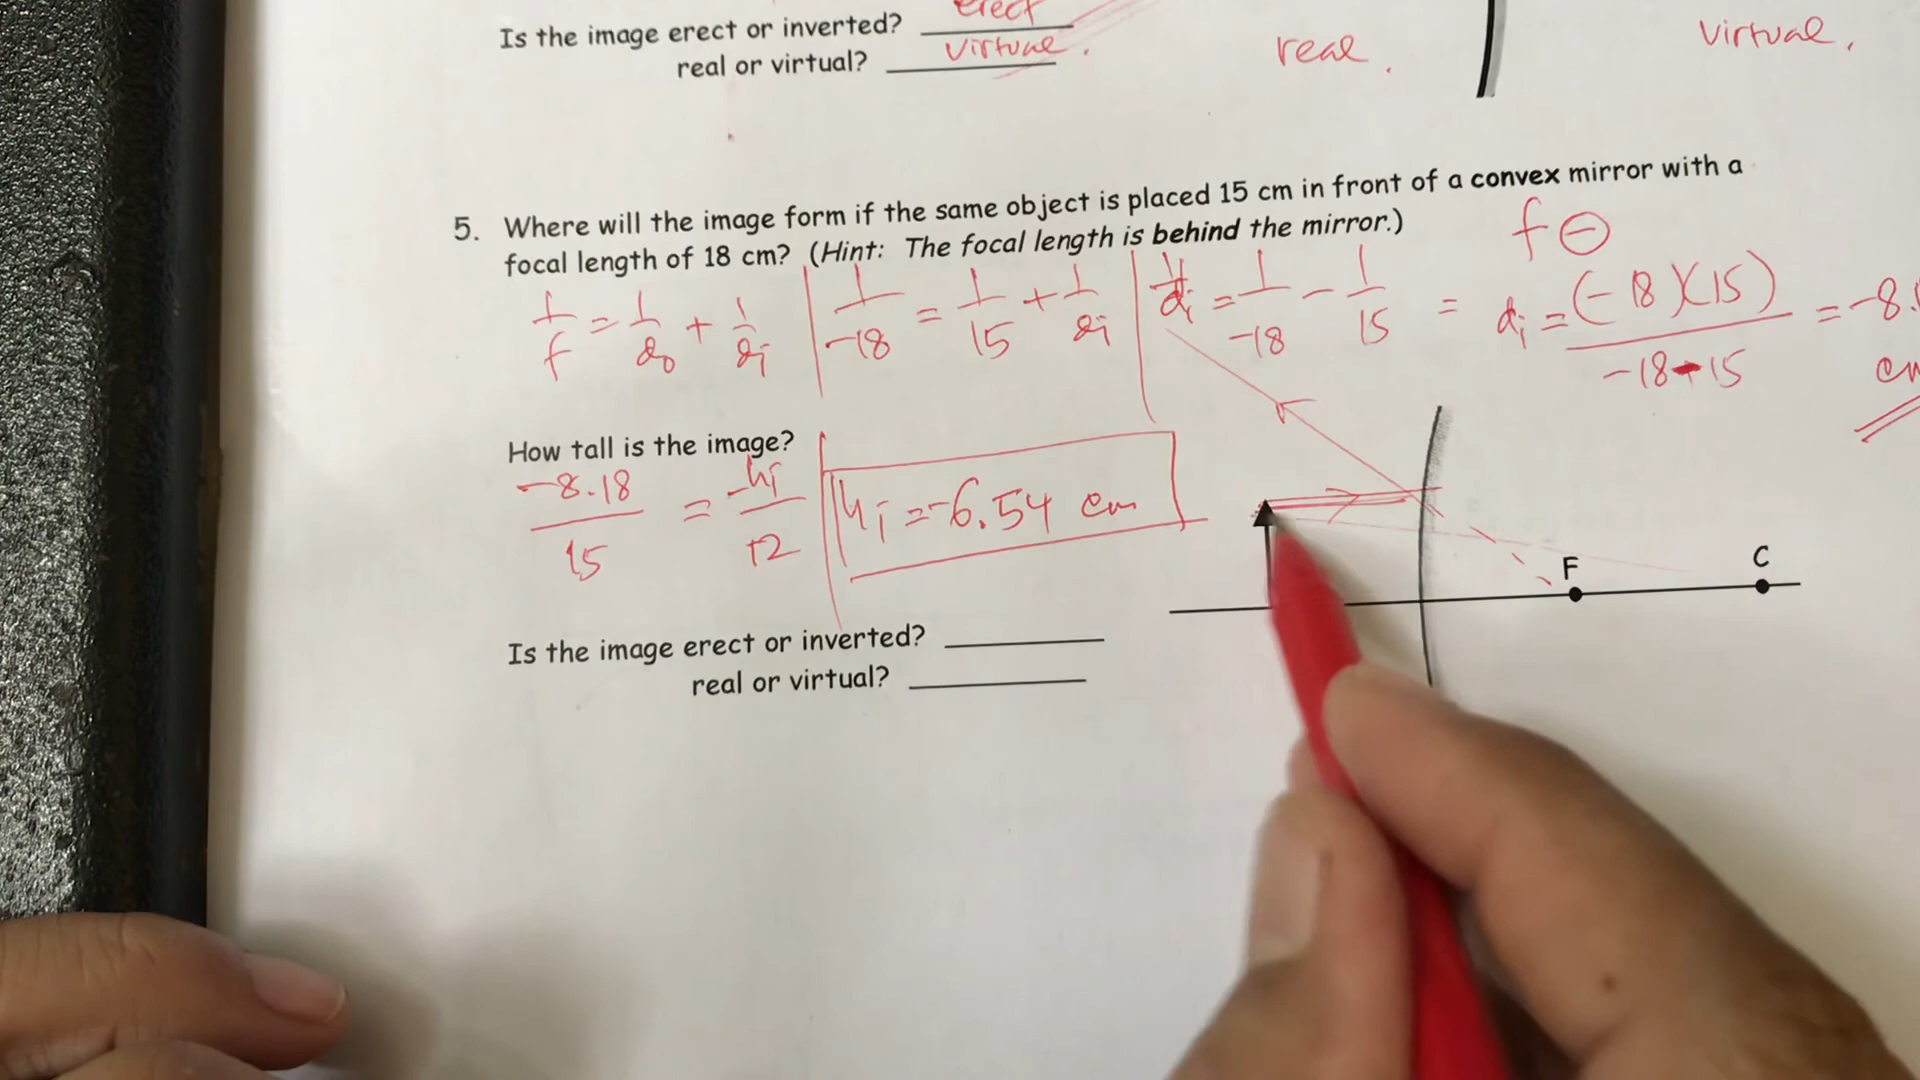 Is the image erect or inverted? erect
real or virtual? virtual.
real.
virtual.
5. Where will the image form if the same object is placed 15 cm in front of a convex mirror with a
focal length of 18 cm? (Hint: The focal length is behind the mirror.)
f ⊖
1/f = 1/do + 1/di | 1/-18 = 1/15 + 1/di | 1/di = 1/-18 - 1/15 = di = (-18)(15)/-18-15 = -8.
How tall is the image?
-8.18/15 = -hi/12 | hi = -6.54 cm
F
C
Is the image erect or inverted?
real or virtual?